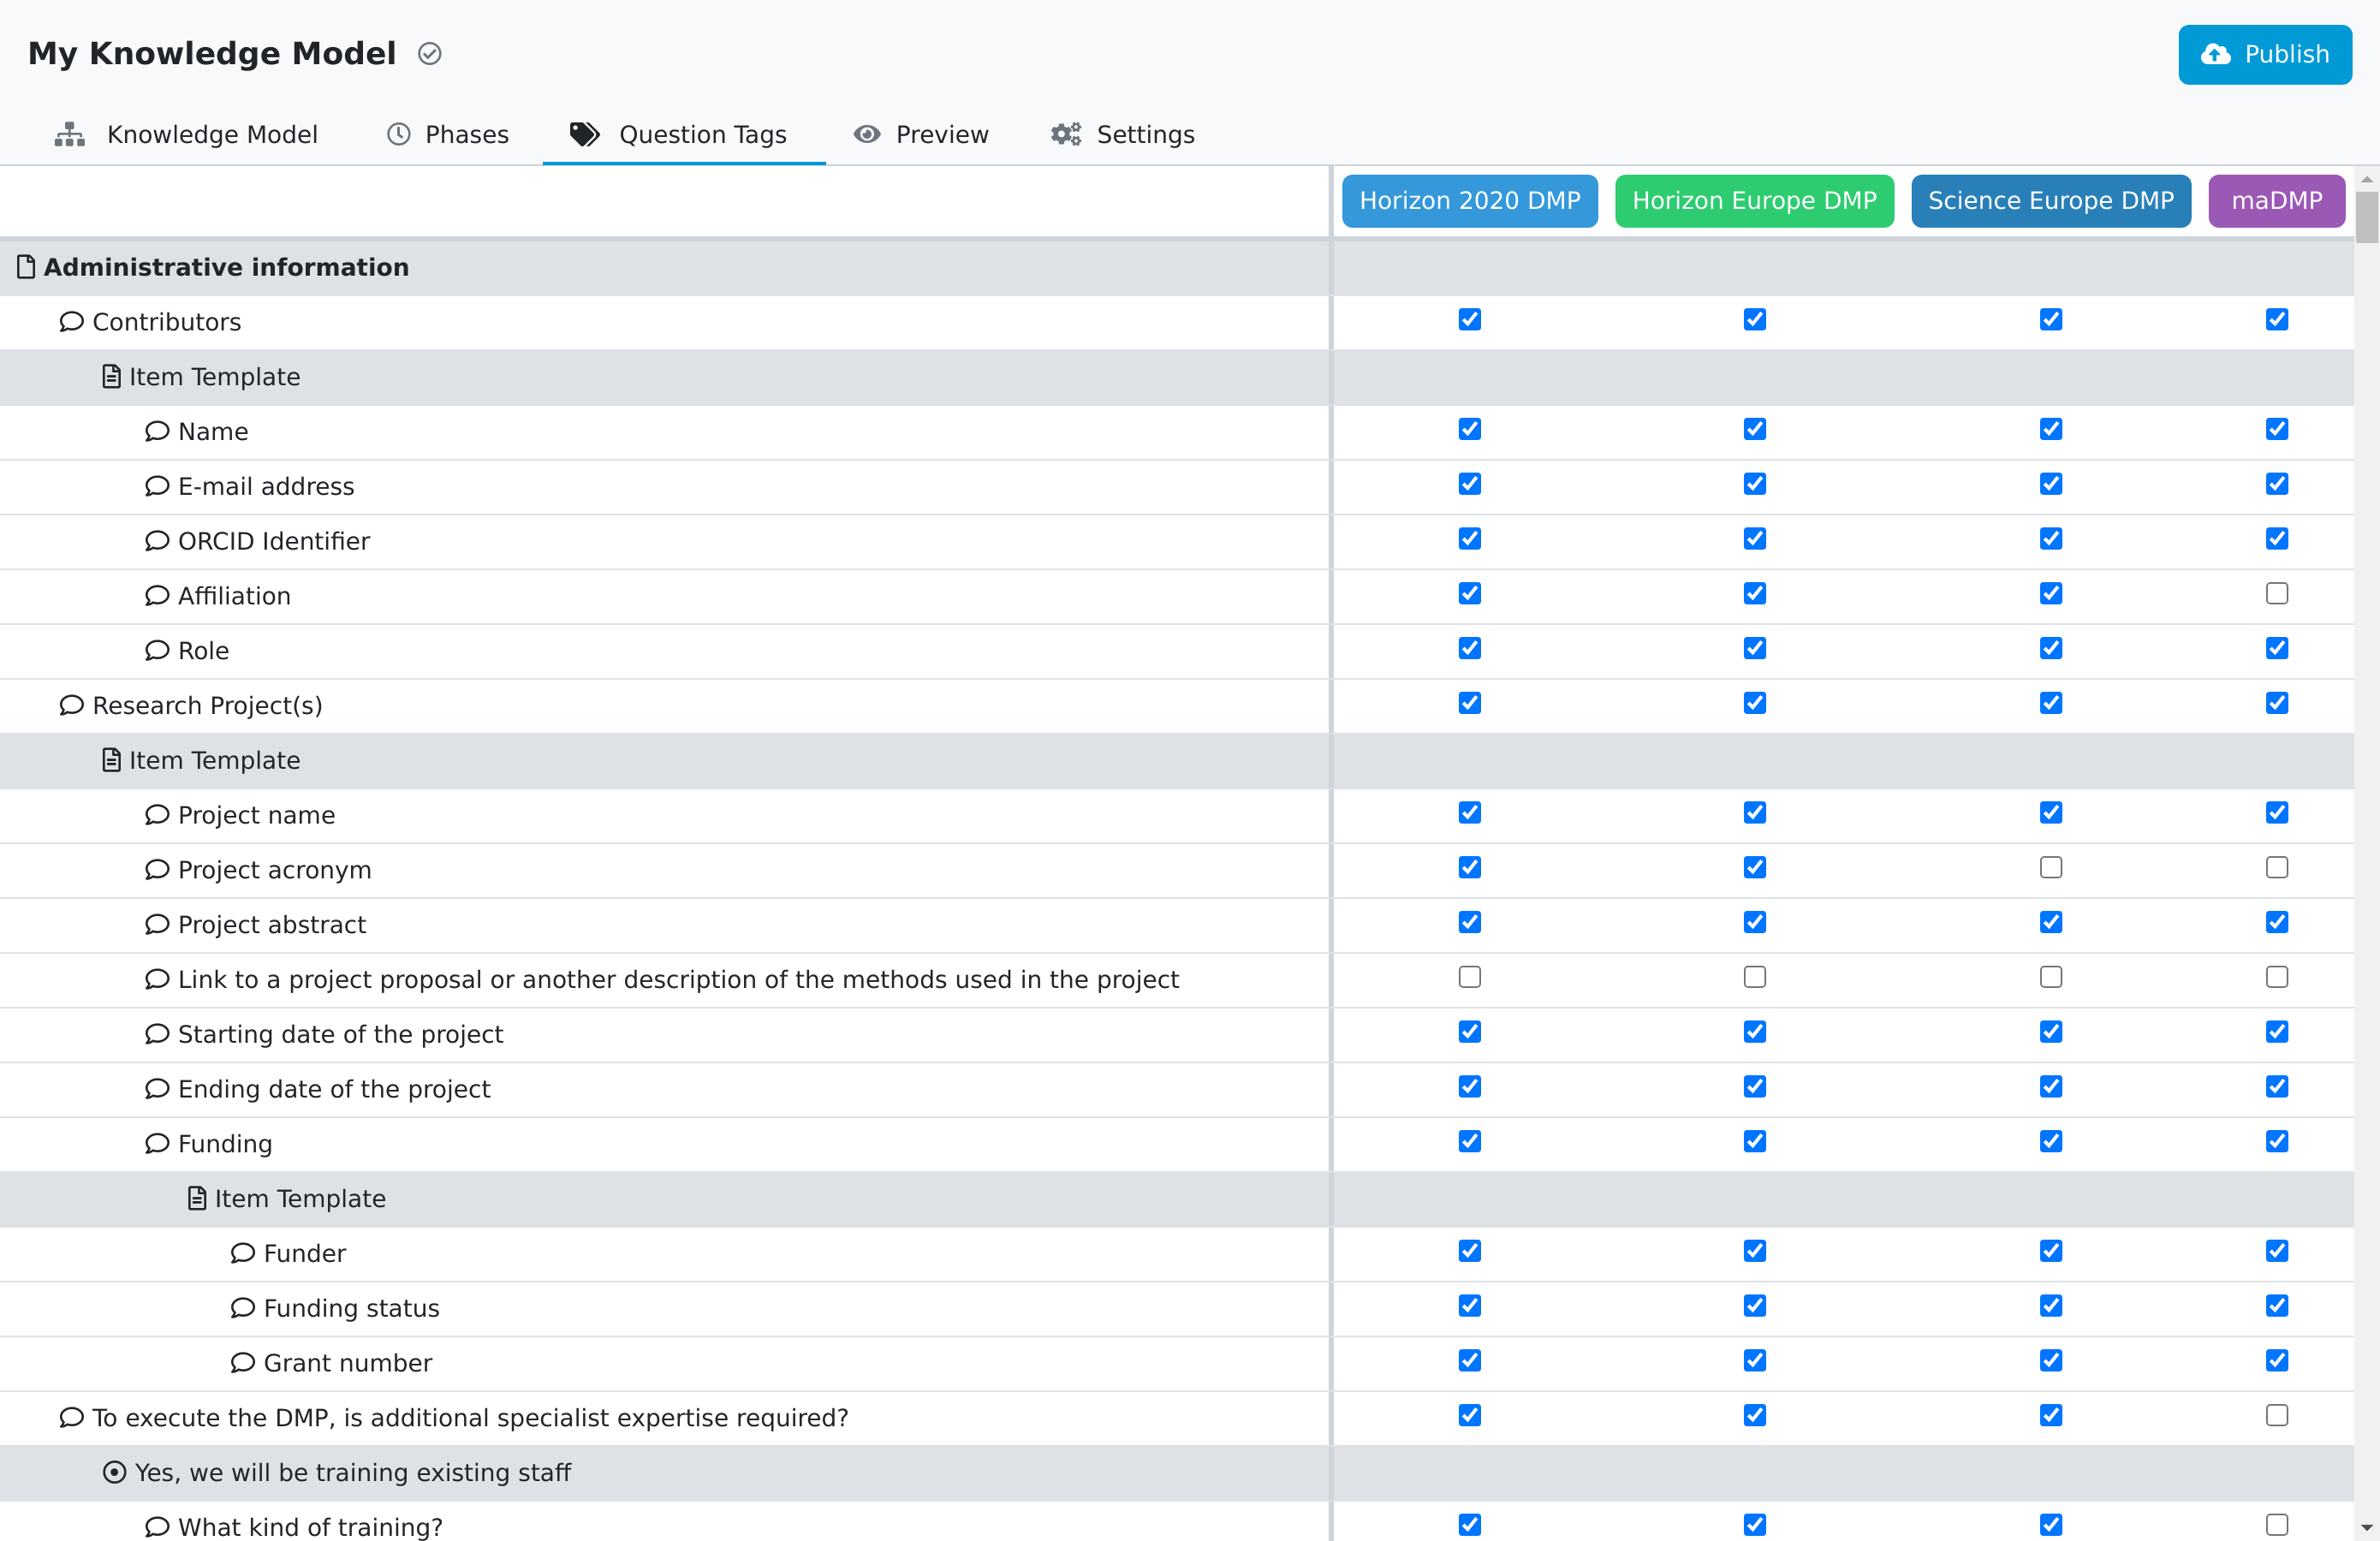 My Knowledge Model
Publish
Knowledge Model Phases Question Tags Preview Settings
Horizon 2020 DMP Horizon Europe DMP Science Europe DMP maDMP
Administrative information
Contributors
Item Template
Name
E-mail address
ORCID Identifier
Affiliation
Role
Research Project(s)
Item Template
Project name
Project acronym
Project abstract
Link to a project proposal or another description of the methods used in the project
Starting date of the project
Ending date of the project
Funding
Item Template
Funder
Funding status
Grant number
To execute the DMP, is additional specialist expertise required?
Yes, we will be training existing staff
What kind of training?